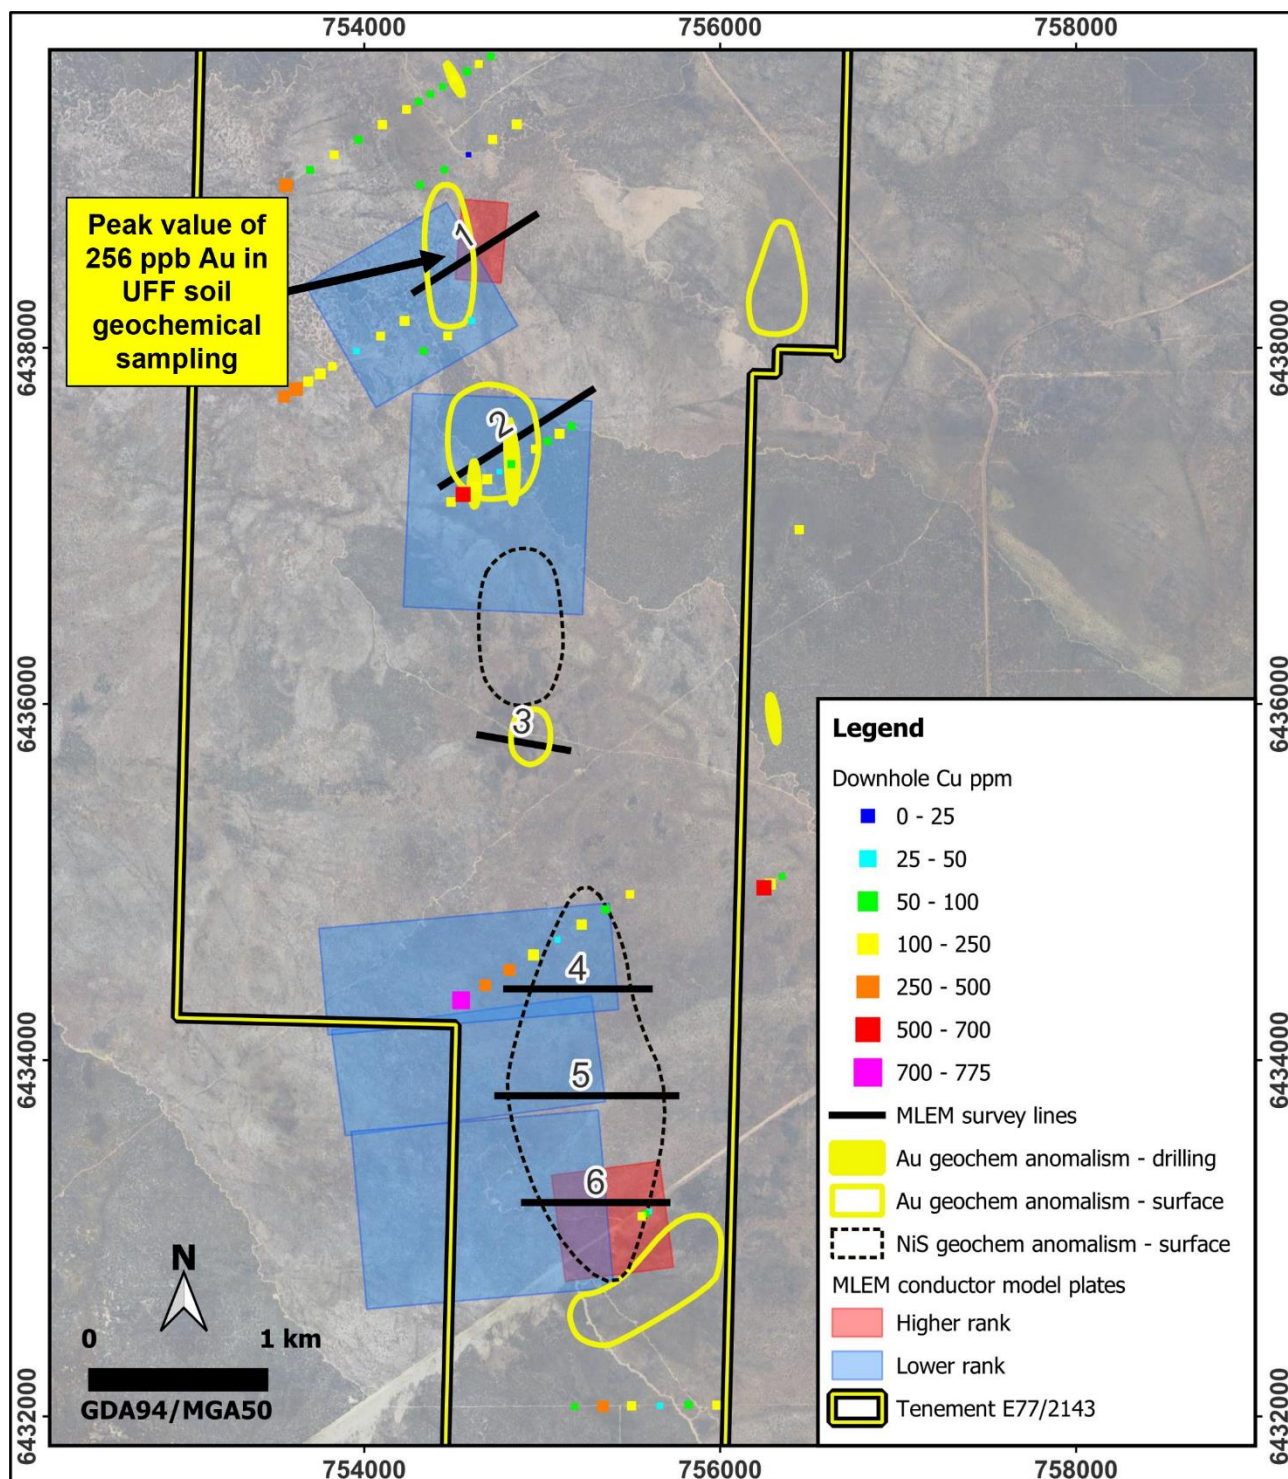 754000 756000 758000
Peak value of
256 ppb Au in
UFF soil
geochemical
sampling
1
6438000 6438000
2
6436000 6436000
3
Legend
Downhole Cu ppm
0 - 25
25 - 50
50 - 100
100 - 250
250 - 500
500 - 700
700 - 775
MLEM survey lines
Au geochem anomalism - drilling
Au geochem anomalism - surface
NiS geochem anomalism - surface
MLEM conductor model plates
Higher rank
Lower rank
Tenement E77/2143
4
6434000 6434000
5
6
N
0 1 km
GDA94/MGA50
6432000 6432000
754000 756000 758000